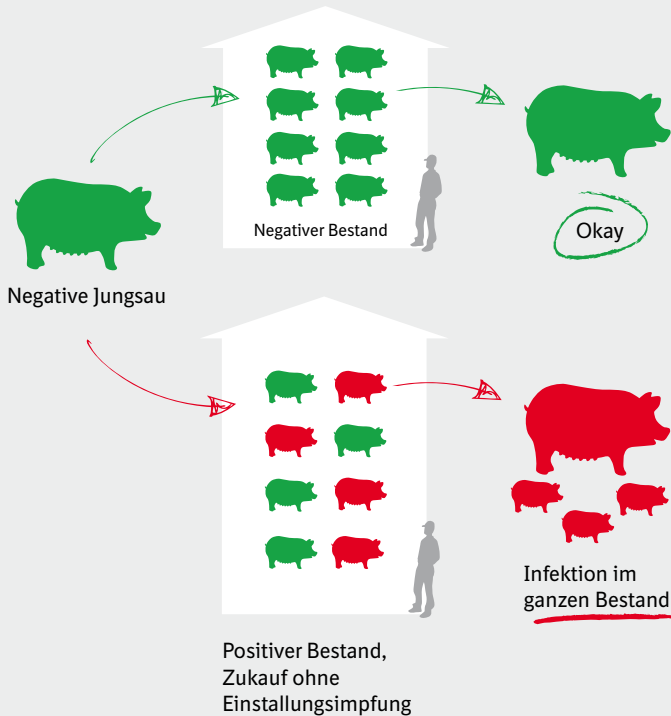 Negativer Bestand
Okay
Negative Jungsau
Infektion im
ganzen Bestand
Positiver Bestand,
Zukauf ohne
Einstallungsimpfung